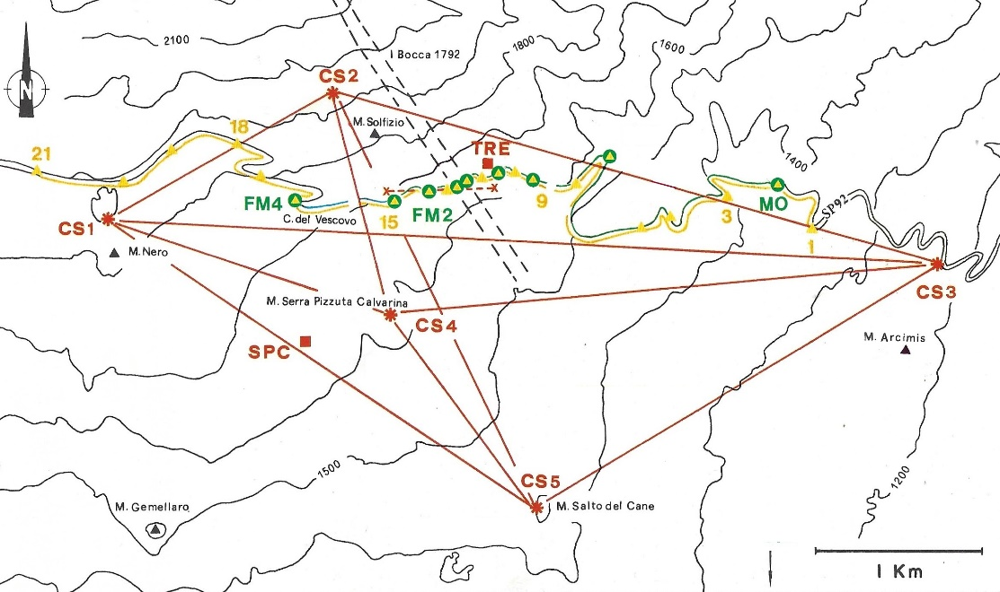 2100
I Bocca 1792
1800
1600
CS2
M. Solfizio
18
TRE
21
1400
FM4
FM2
9
MO
3
SP92
C. del Vescovo
15
CS1
1
M. Nero
CS3
M. Serra Pizzuta Calvarina
CS4
SPC
M. Arcimis
1500
CS5
1200
M. Gemellaro
M. Salto del Cane
1 Km
N